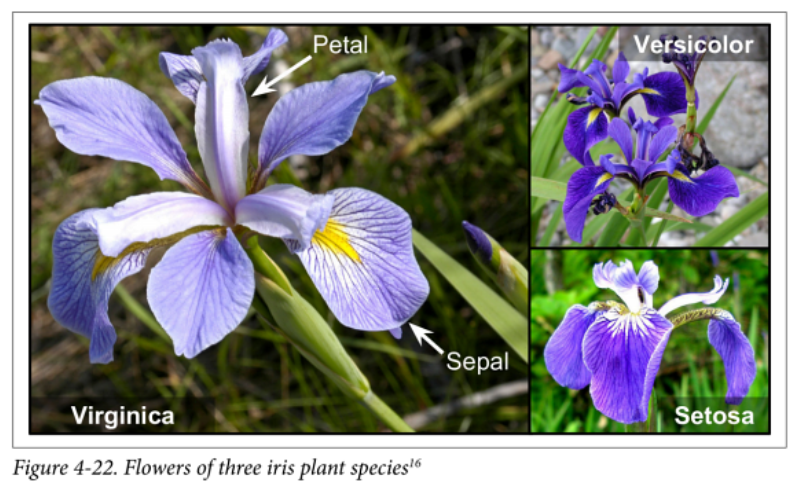 Petal
Versicolor
Sepal
Virginica
Setosa
Figure 4-22. Flowers of three iris plant species¹⁶